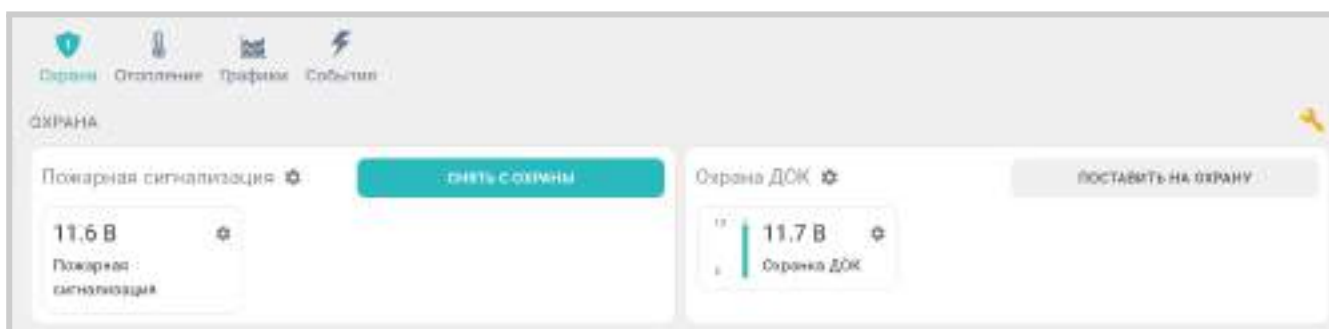 Охрана Отопление Графики События
ОХРАНА
Пожарная сигнализация СНЯТЬ С ОХРАНЫ Охрана ДОК ПОСТАВИТЬ НА ОХРАНУ
11.6 В
Пожарная
сигнализация
11.7 В
Охранка ДОК